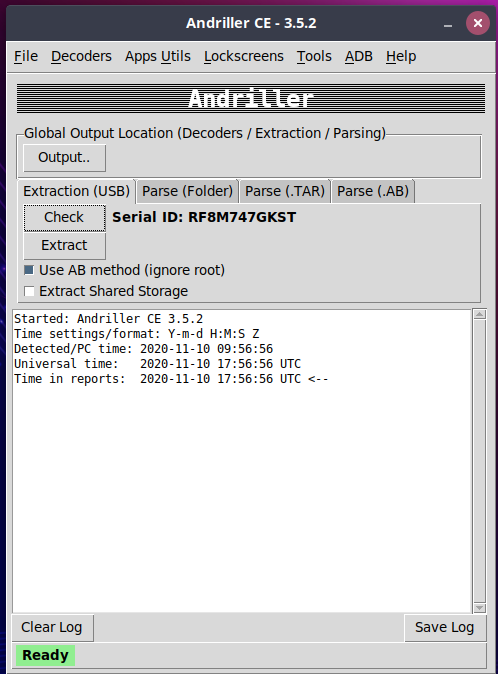 Andriller CE - 3.5.2
File Decoders Apps Utils Lockscreens Tools ADB Help
Andriller
Global Output Location (Decoders / Extraction / Parsing)
Output..
Extraction (USB) Parse (Folder) Parse (.TAR) Parse (.AB)
Check Serial ID: RF8M747GKST
Extract
Use AB method (ignore root)
Extract Shared Storage
Started: Andriller CE 3.5.2
Time settings/format: Y-m-d H:M:S Z
Detected/PC time: 2020-11-10 09:56:56
Universal time:   2020-11-10 17:56:56 UTC
Time in reports:  2020-11-10 17:56:56 UTC <--
Clear Log Save Log
Ready